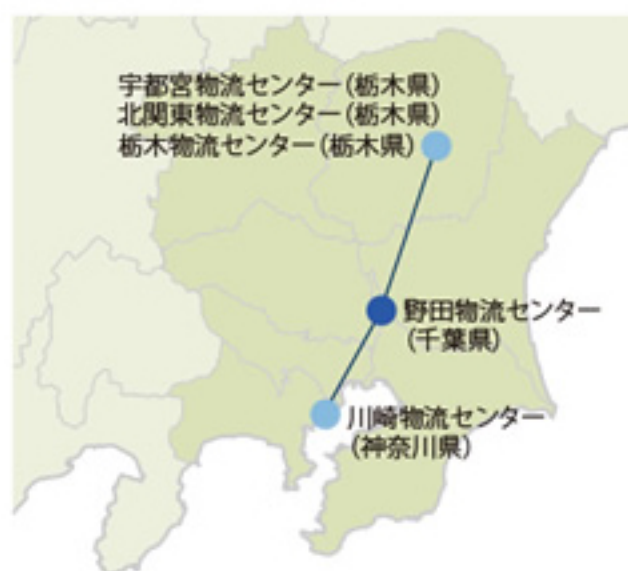 宇都宮物流センター(栃木県)
北関東物流センター(栃木県)
栃木物流センター(栃木県)
野田物流センター
(千葉県)
川崎物流センター
(神奈川県)